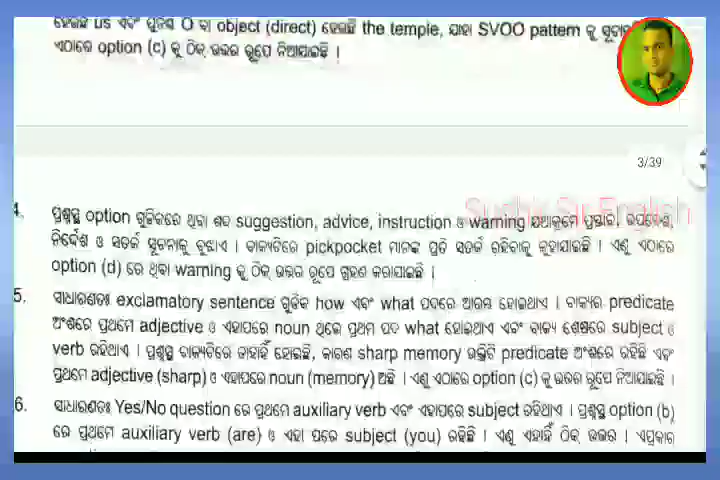 ହେଉଛି us ଏବଂ ପୁନଶ୍ଚ O ବା object (direct) ହେଉଛି the temple, ଯାହା SVOO pattern କୁ
ଏଠାରେ option (c) କୁ ଠିକ୍ ଉତ୍ତର ରୂପେ ନିଆଯାଇଛି ।
3/39
Sushil Sir English
4. ପ୍ରଶ୍ନସ୍ଥ option ଗୁଡିକରେ ଥିବା ଶବ୍ଦ suggestion, advice, instruction ଓ warning ଯଥାକ୍ରମେ ପ୍ରସ୍ତାବ, ଉପଦେଶ,
ନିର୍ଦ୍ଦେଶ ଓ ସତର୍କ ସୂଚନାକୁ ବୁଝାଏ । ବାକ୍ୟଟିରେ pickpocket ମାନଙ୍କ ପ୍ରତି ସତର୍କ ରହିବାକୁ କୁହାଯାଇଛି । ଏଣୁ ଏଠାରେ
option (d) ରେ ଥିବା warning କୁ ଠିକ୍ ଉତ୍ତର ରୂପେ ଗ୍ରହଣ କରାଯାଇଛି ।
5. ସାଧାରଣତଃ exclamatory sentence ଗୁଡିକ how ଏବଂ what ପଦରେ ଆରମ୍ଭ ହୋଇଥାଏ । ବାକ୍ୟର predicate
ଅଂଶରେ ପ୍ରଥମେ adjective ଓ ଏହାପରେ noun ଥିଲେ ପ୍ରଥମ ପଦ what ହୋଇଥାଏ ଏବଂ ବାକ୍ୟ ଶେଷରେ subject ଓ
verb ରହିଥାଏ । ପ୍ରଶ୍ନସ୍ଥ ବାକ୍ୟଟିରେ ତାହାହିଁ ହୋଇଛି, କାରଣ sharp memory ଉକ୍ତିଟି predicate ଅଂଶରେ ରହିଛି ଏବଂ
ପ୍ରଥମେ adjective (sharp) ଓ ଏହାପରେ noun (memory) ଅଛି । ଏଣୁ ଏଠାରେ option (c) କୁ ଉତ୍ତର ରୂପେ ନିଆଯାଇଛି ।
6. ସାଧାରଣତଃ Yes/No question ରେ ପ୍ରଥମେ auxiliary verb ଏବଂ ଏହାପରେ subject ରହିଥାଏ । ପ୍ରଶ୍ନସ୍ଥ option (b)
ରେ ପ୍ରଥମେ auxiliary verb (are) ଓ ଏହା ପରେ subject (you) ରହିଛି । ଏଣୁ ଏହାହିଁ ଠିକ୍ ଉତ୍ତର । ଏପ୍ରକାର